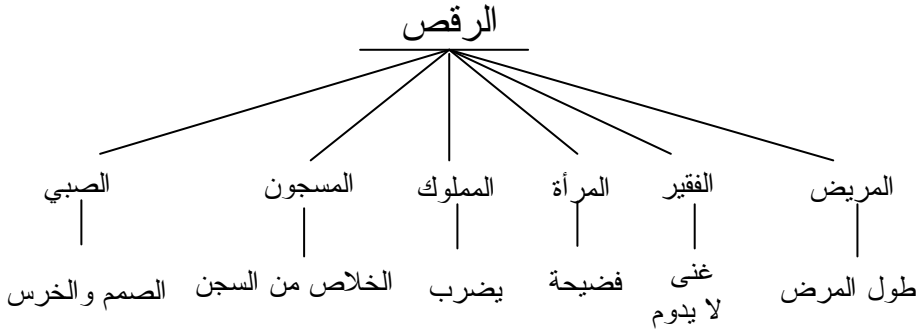 الرقص
المريض
الفقير
المرأة
المملوك
المسجون
الصبي
طول المرض
غنى
لا يدوم
فضيحة
يضرب
الخلاص من السجن
الصمم والخرس